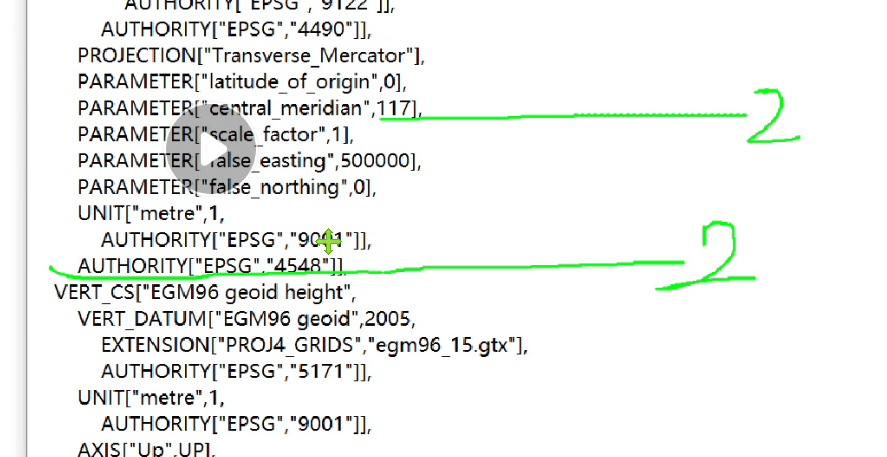 AUTHORITY["EPSG","9122"]],
AUTHORITY["EPSG","4490"]],
PROJECTION["Transverse_Mercator"],
PARAMETER["latitude_of_origin",0],
PARAMETER["central_meridian",117], 2
PARAMETER["scale_factor",1],
PARAMETER["false_easting",500000],
PARAMETER["false_northing",0],
UNIT["metre",1,
AUTHORITY["EPSG","9001"]],
AUTHORITY["EPSG","4548"]], 2
VERT_CS["EGM96 geoid height",
VERT_DATUM["EGM96 geoid",2005,
EXTENSION["PROJ4_GRIDS","egm96_15.gtx"],
AUTHORITY["EPSG","5171"]],
UNIT["metre",1,
AUTHORITY["EPSG","9001"]],
AXIS["Up",UP],